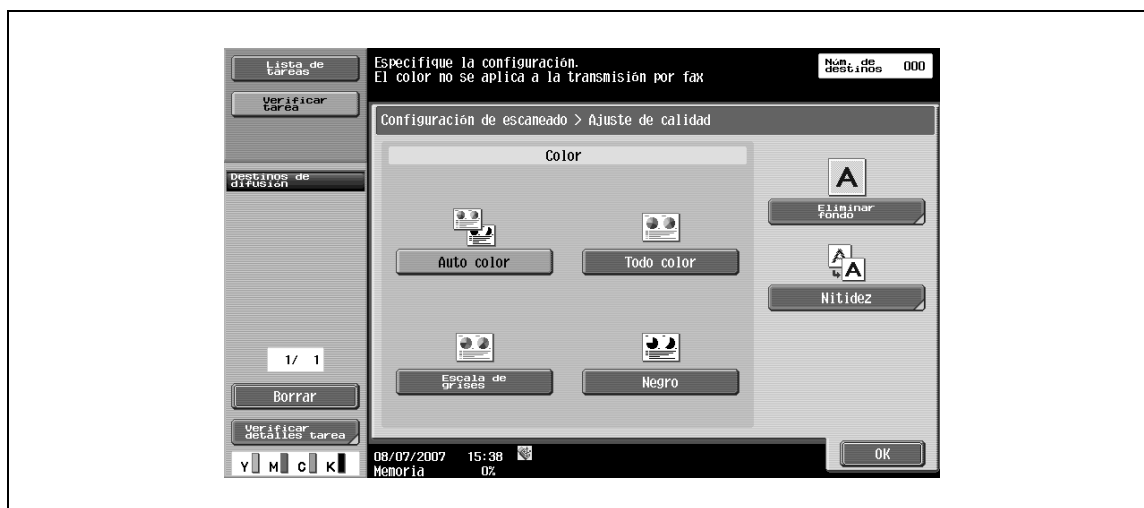 Lista de
tareas
Verificar
tarea
Destinos de
difusión
1/ 1
Borrar
Verificar
detalles tarea
Y M C K
Especifique la configuración.
El color no se aplica a la transmisión por fax
Núm. de
destinos 000
Configuración de escaneado > Ajuste de calidad
Color
Auto color
Todo color
Escala de
grises
Negro
A
Eliminar
fondo
A
A
Nitidez
08/07/2007 15:38
Memoria 0%
OK